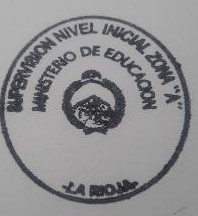 SUPERVISION NIVEL INICIAL ZONA "A"
MINISTERIO DE EDUCACION
-LA RIOJA-